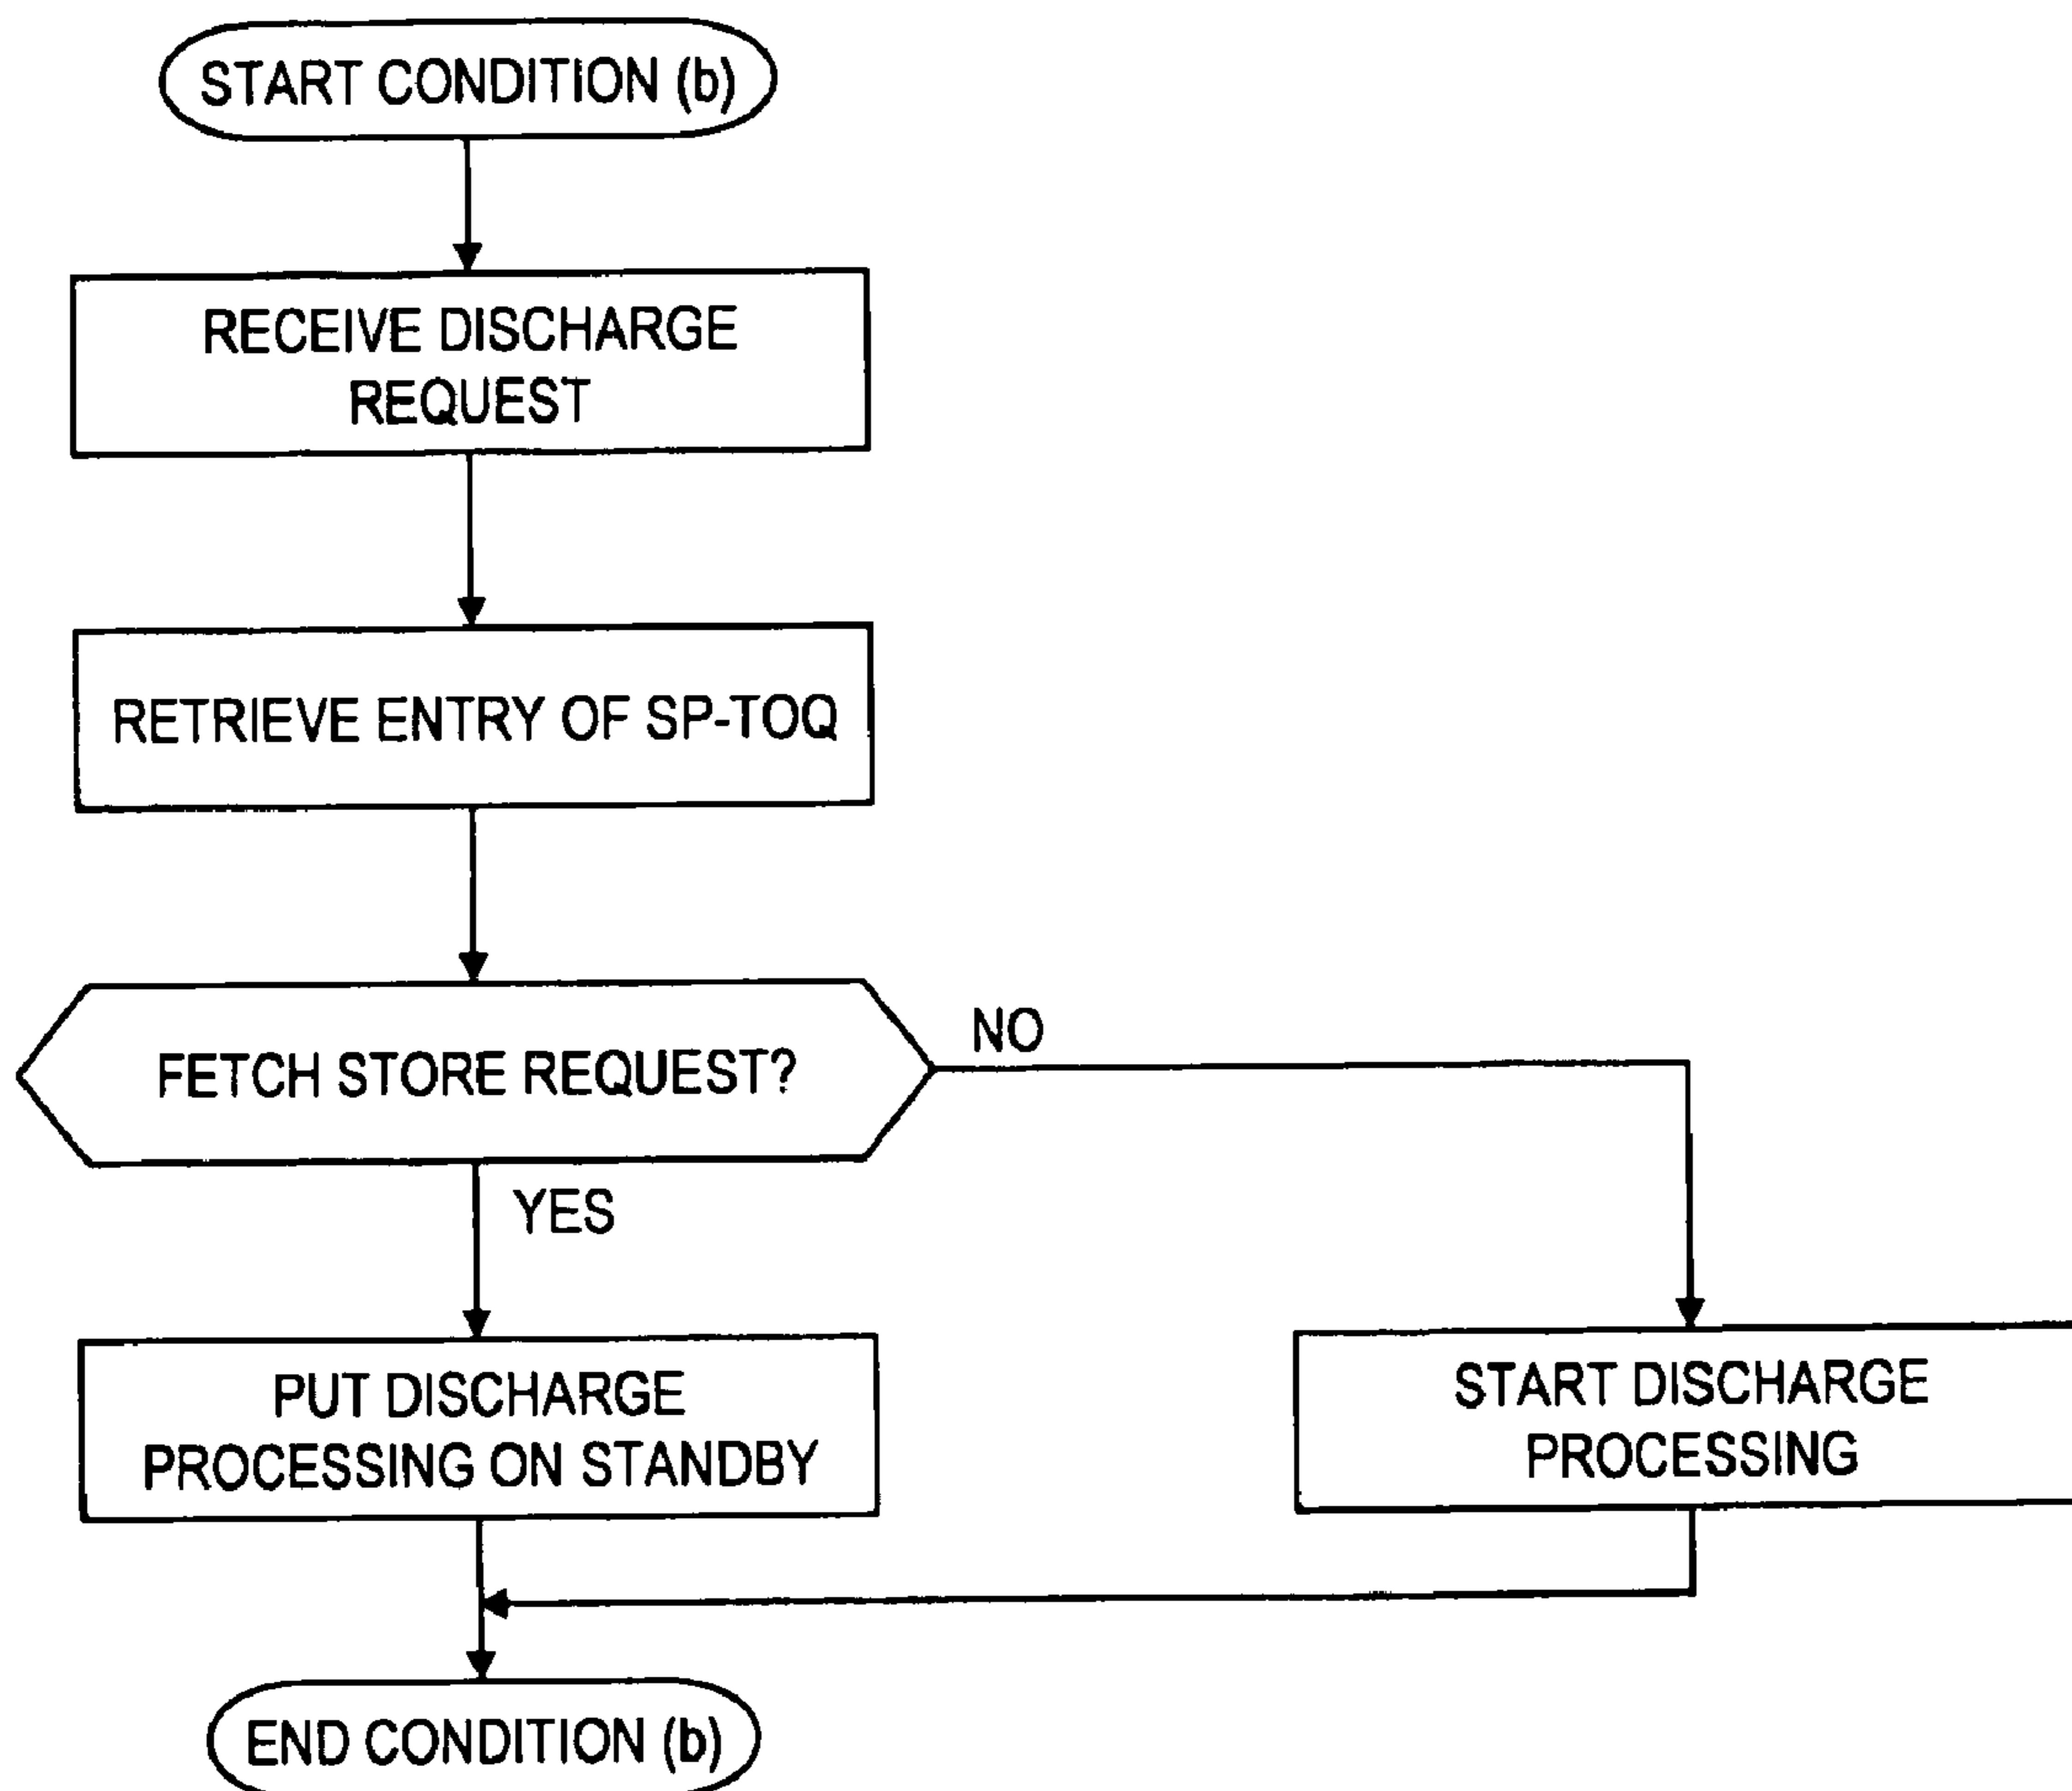 START CONDITION (b)
RECEIVE DISCHARGE
REQUEST
RETRIEVE ENTRY OF SP-TOQ
FETCH STORE REQUEST?
NO
YES
PUT DISCHARGE
PROCESSING ON STANDBY
START DISCHARGE
PROCESSING
END CONDITION (b)